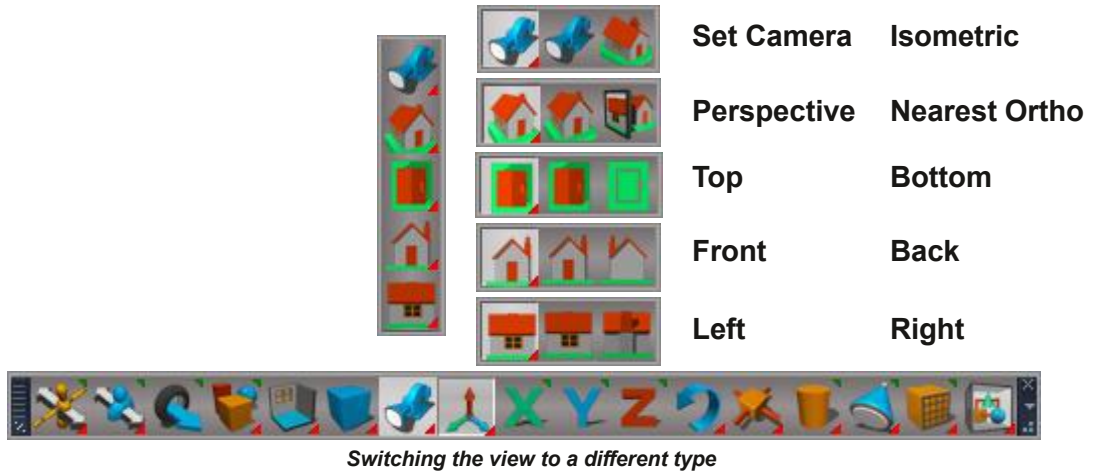 Set Camera Isometric
Perspective Nearest Ortho
Top Bottom
Front Back
Left Right
X Y Z
Switching the view to a different type